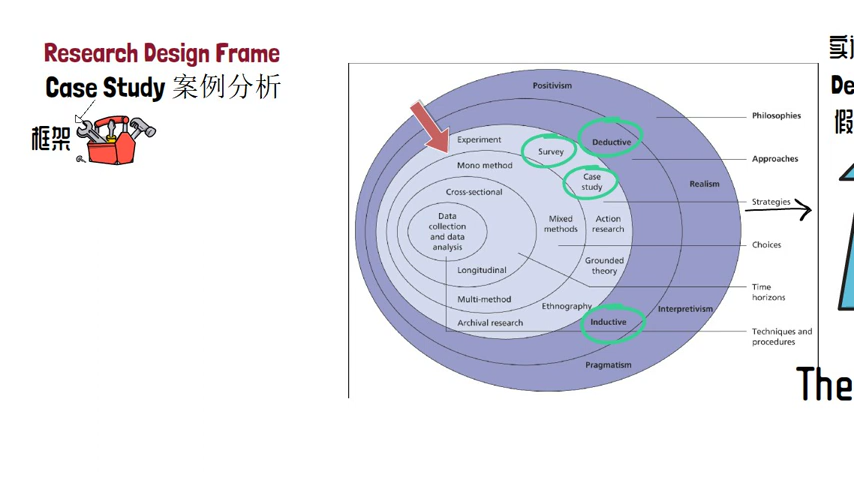 Research Design Frame
Case Study 案例分析
框架
Positivism
Philosophies
Experiment
Survey
Deductive
Approaches
Mono method
Case
study
Realism
Cross-sectional
Strategies
Data
collection
and data
analysis
Mixed
methods
Action
research
Choices
Longitudinal
Grounded
theory
Time
horizons
Multi-method
Ethnography
Interpretivism
Archival research
Inductive
Techniques and
procedures
Pragmatism
De
假
The